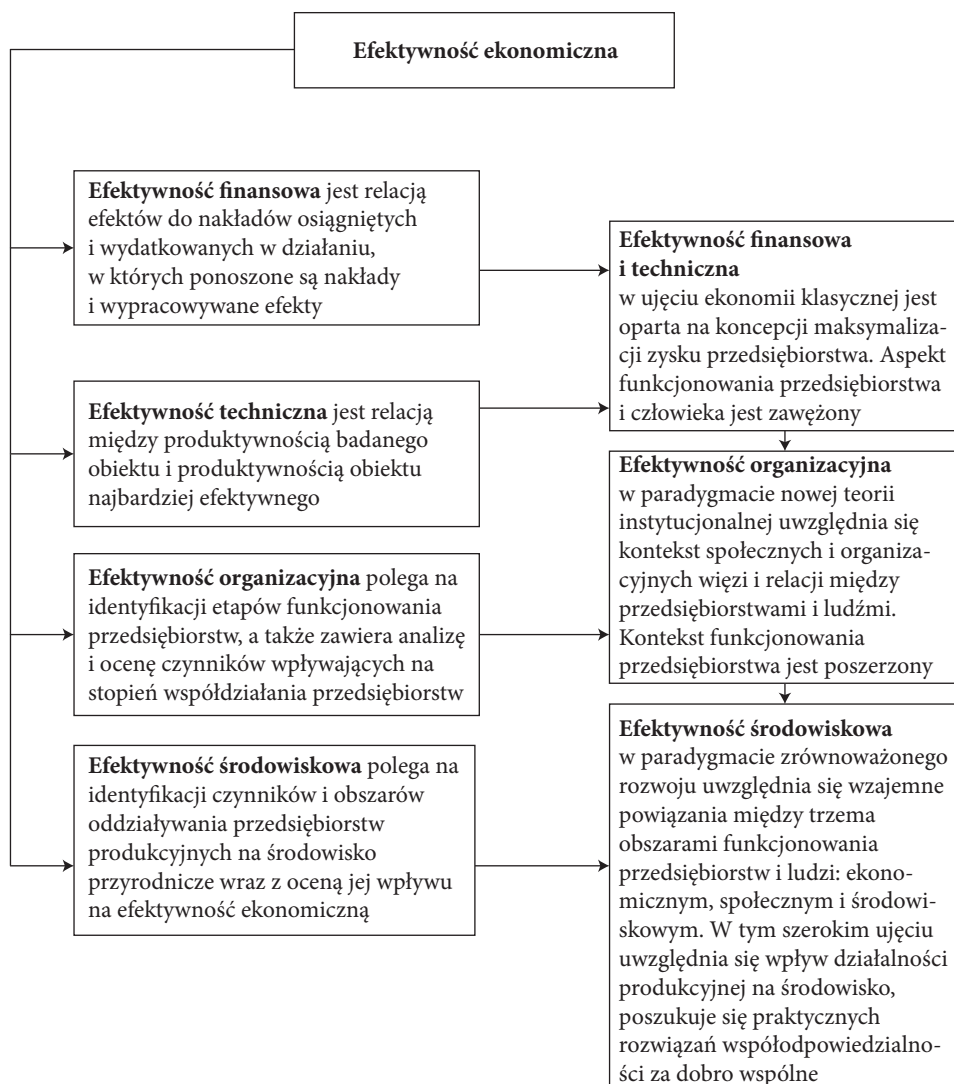 Efektywność ekonomiczna
Efektywność finansowa jest relacją
efektów do nakładów osiągniętych
i wydatkowanych w działaniu,
w których ponoszone są nakłady
i wypracowywane efekty
Efektywność techniczna jest relacją
między produktywnością badanego
obiektu i produktywnością obiektu
najbardziej efektywnego
Efektywność organizacyjna polega na
identyfikacji etapów funkcjonowania
przedsiębiorstw, a także zawiera analizę
i ocenę czynników wpływających na
stopień współdziałania przedsiębiorstw
Efektywność środowiskowa polega na
identyfikacji czynników i obszarów
oddziaływania przedsiębiorstw
produkcyjnych na środowisko
przyrodnicze wraz z oceną jej wpływu
na efektywność ekonomiczną
Efektywność finansowa
i techniczna
w ujęciu ekonomii klasycznej jest
oparta na koncepcji maksymaliza-
cji zysku przedsiębiorstwa. Aspekt
funkcjonowania przedsiębiorstwa
i człowieka jest zawężony
Efektywność organizacyjna
w paradygmacie nowej teorii
instytucjonalnej uwzględnia się
kontekst społecznych i organiza-
cyjnych więzi i relacji między
przedsiębiorstwami i ludźmi.
Kontekst funkcjonowania
przedsiębiorstwa jest poszerzony
Efektywność środowiskowa
w paradygmacie zrównoważonego
rozwoju uwzględnia się wzajemne
powiązania między trzema
obszarami funkcjonowania
przedsiębiorstw i ludzi: ekono-
micznym, społecznym i środowi-
skowym. W tym szerokim ujęciu
uwzględnia się wpływ działalności
produkcyjnej na środowisko,
poszukuje się praktycznych
rozwiązań współodpowiedzialno-
ści za dobro wspólne